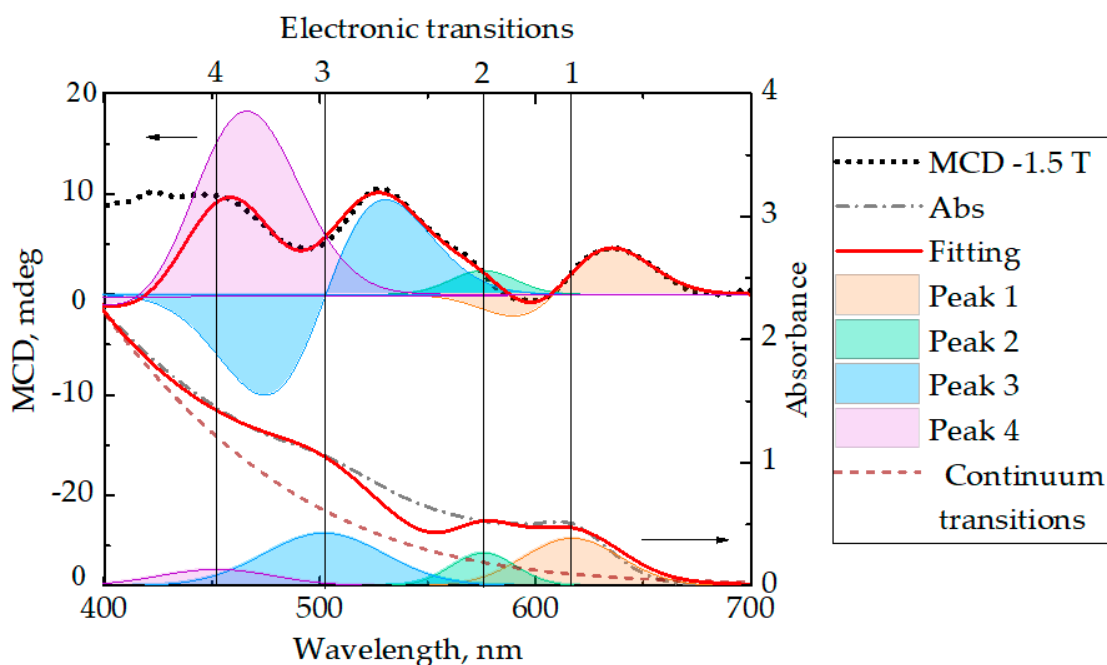 Electronic transitions
4 3 2 1
20
10
0
-10
-20
0
MCD, mdeg
4
3
2
1
0
Absorbance
400 500 600 700
Wavelength, nm
MCD -1.5 T
Abs
Fitting
Peak 1
Peak 2
Peak 3
Peak 4
Continuum
transitions